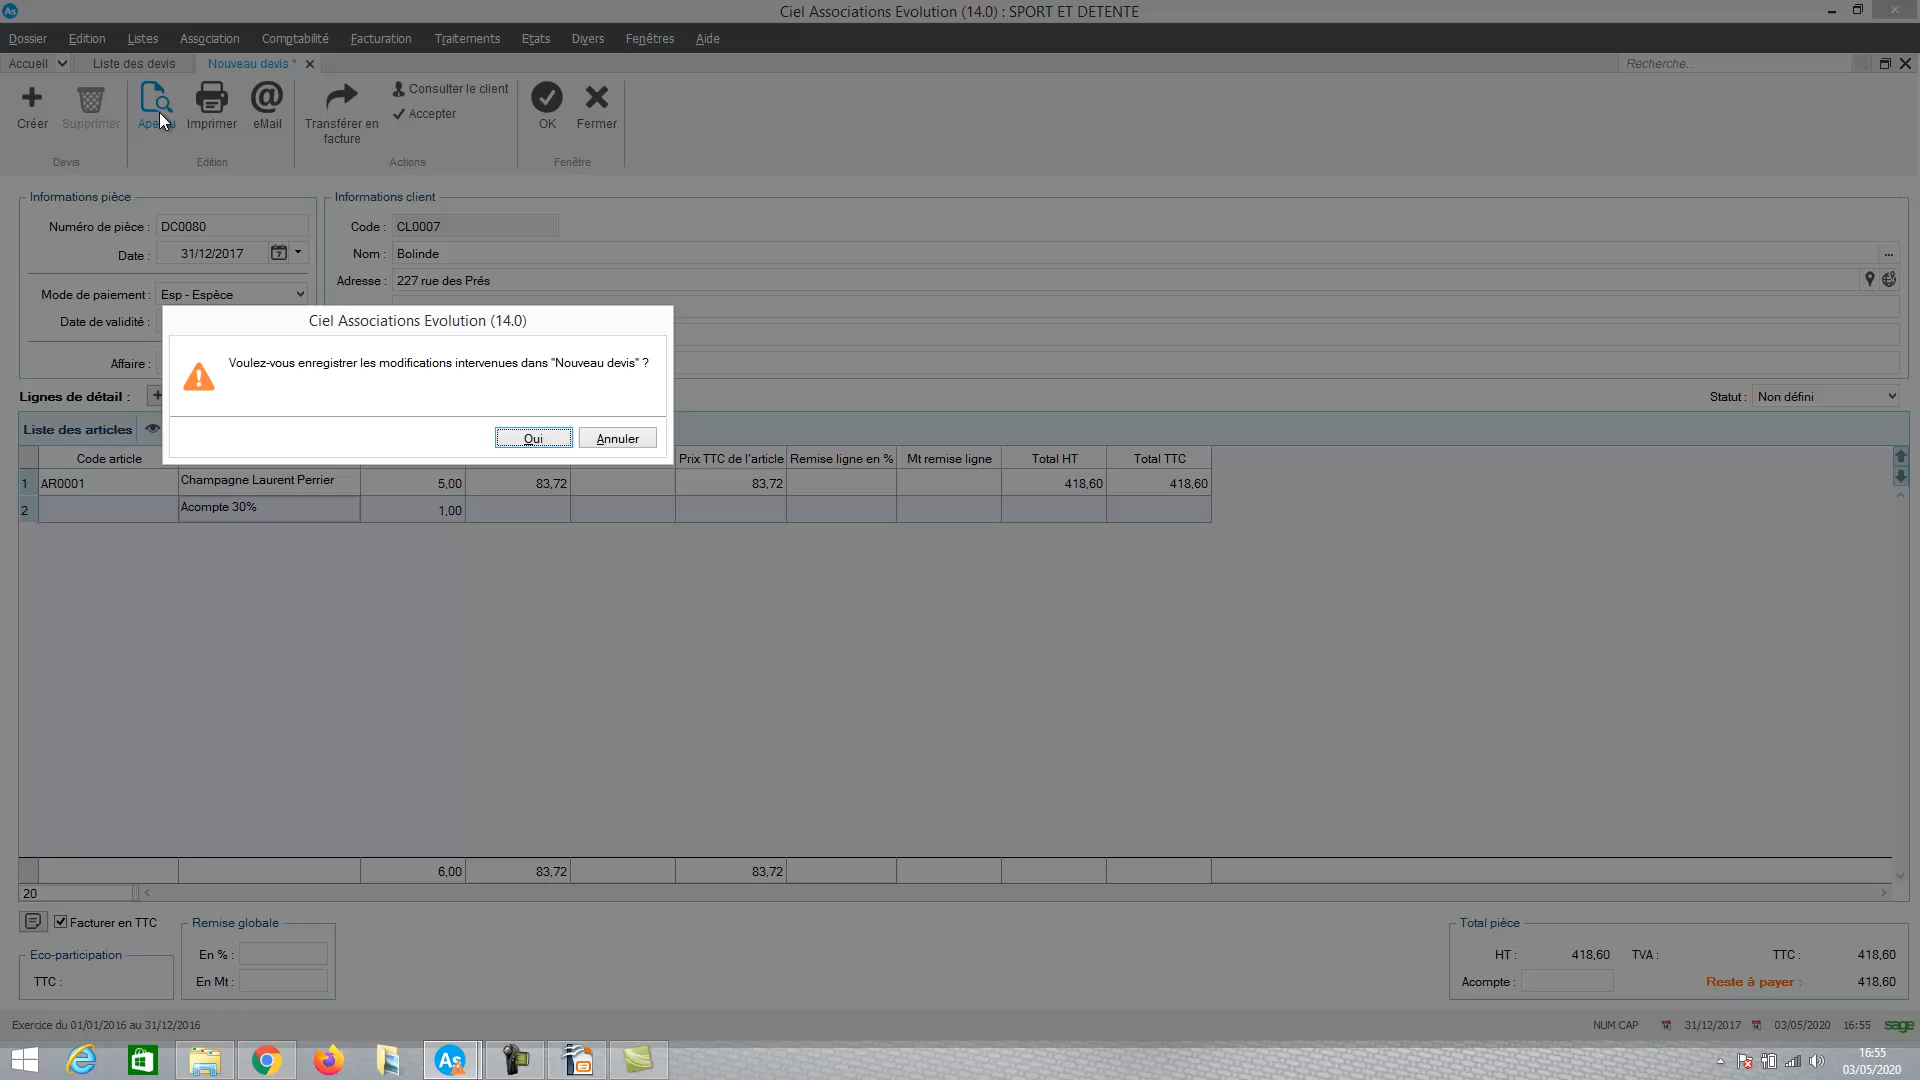 As
Ciel Associations Evolution (14.0) : SPORT ET DETENTE
Dossier Edition Listes Association Comptabilité Facturation Traitements Etats Divers Fenêtres Aide
Accueil Liste des devis Nouveau devis * Recherche...
Créer Supprimer Imprimer eMail Transférer en facture Consulter le client Accepter OK Fermer
Devis Edition Actions Fenêtre
Informations pièce Informations client
Numéro de pièce : DC0080 Code : CL0007
Date : 31/12/2017 7 Nom : Bolinde ...
Adresse : 227 rue des Prés
Mode de paiement : Esp - Espèce
Date de validité :
Affaire :
Ciel Associations Evolution (14.0)
Voulez-vous enregistrer les modifications intervenues dans "Nouveau devis" ?
Oui Annuler
Lignes de détail : + Statut : Non défini
Liste des articles
Code article Prix TTC de l'article Remise ligne en % Mt remise ligne Total HT Total TTC
1 AR0001 Champagne Laurent Perrier 5,00 83,72 83,72 418,60 418,60
2 Acompte 30% 1,00
6,00 83,72 83,72
20
Facturer en TTC Remise globale Total pièce
Eco-participation En % : HT : 418,60 TVA : TTC : 418,60
TTC : En Mt : Acompte : Reste à payer : 418,60
Exercice du 01/01/2016 au 31/12/2016 NUM CAP 31/12/2017 03/05/2020 16:55 sage
As 16:55
03/05/2020